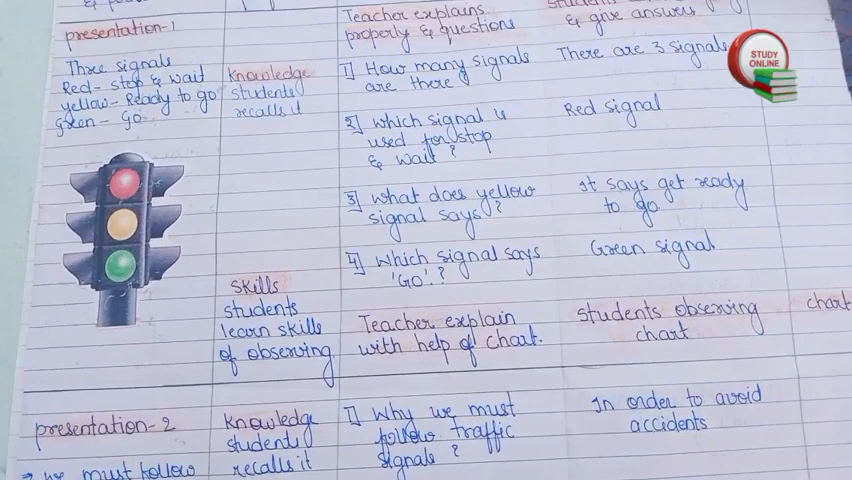 Teacher explains
properly & questions
& give answers
presentation-1
Three signals
Red- stop & wait
yellow- Ready to go
green- Go
Knowledge
students
recalls it
1] How many signals
are there
There are 3 signals
2] which signal is
used for stop
& wait ?
Red signal
3] what does yellow
signal says?
It says get ready
to go
4] Which signal says
'GO'.?
Green signal
Skills
students
learn skills
of observing
Teacher explain
with help of chart.
students observing
chart
chart
presentation-2
we must follow
Knowledge
students
recalls it
1] Why we must
follow traffic
signals ?
In order to avoid
accidents
STUDY
ONLINE